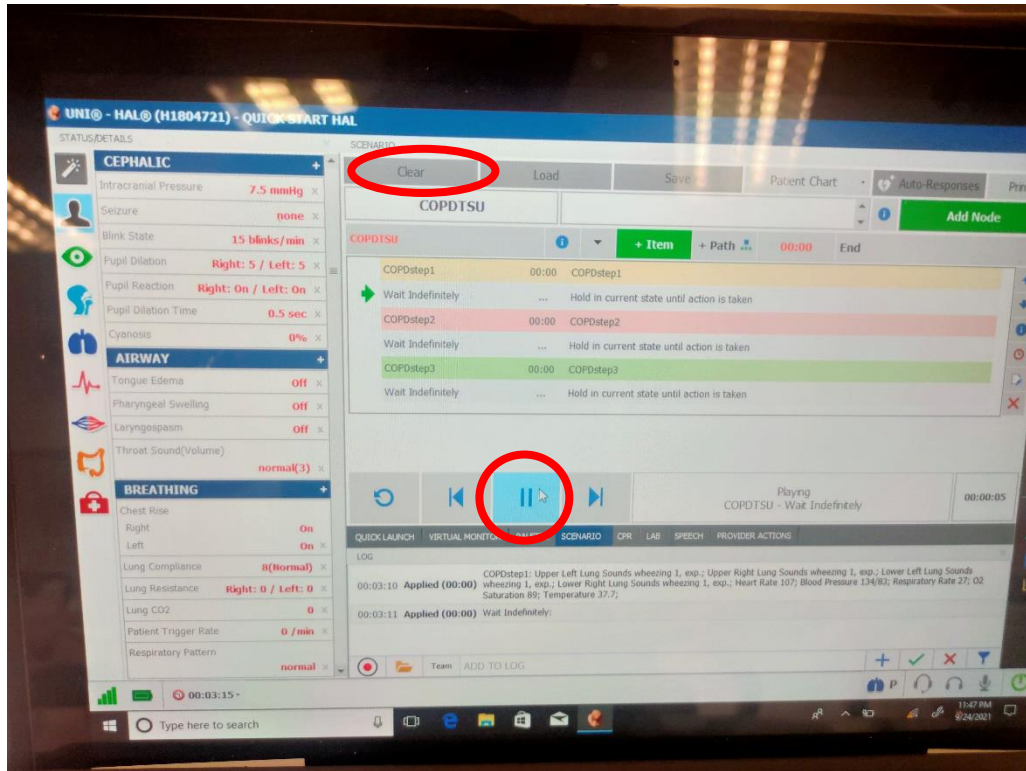 UNI® - HAL® (H1804721) - QUICK START HAL
STATUS/DETAILS
CEPHALIC +
Intracranial Pressure 7.5 mmHg ×
Seizure none ×
Blink State 15 blinks/min ×
Pupil Dilation Right: 5 / Left: 5 ×
Pupil Reaction Right: On / Left: On ×
Pupil Dilation Time 0.5 sec ×
Cyanosis 0% ×
AIRWAY +
Tongue Edema Off ×
Pharyngeal Swelling Off ×
Laryngospasm Off ×
Throat Sound(Volume)
normal(3) ×
BREATHING +
Chest Rise
Right On
Left On ×
Lung Compliance 8(Normal) ×
Lung Resistance Right: 0 / Left: 0 ×
Lung CO2 0 ×
Patient Trigger Rate 0 /min ×
Respiratory Pattern
normal ×
SCENARIO
Clear Load Save Patient Chart Auto-Responses
COPDTSU Add Node
COPDTSU + Item + Path 00:00 End
COPDstep1 00:00 COPDstep1
Wait Indefinitely ... Hold in current state until action is taken
COPDstep2 00:00 COPDstep2
Wait Indefinitely ... Hold in current state until action is taken
COPDstep3 00:00 COPDstep3
Wait Indefinitely ... Hold in current state until action is taken
Playing
COPDTSU - Wait Indefinitely
00:00:05
QUICK LAUNCH VIRTUAL MONITOR SCENARIO CPR LAB SPEECH PROVIDER ACTIONS
LOG
00:03:10 Applied (00:00) COPDstep1: Upper Left Lung Sounds wheezing 1, exp.; Upper Right Lung Sounds wheezing 1, exp.; Lower Left Lung Sounds
wheezing 1, exp.; Lower Right Lung Sounds wheezing 1, exp.; Heart Rate 107; Blood Pressure 134/83; Respiratory Rate 27; O2
Saturation 89; Temperature 37.7;
00:03:11 Applied (00:00) Wait Indefinitely:
Team ADD TO LOG
P
00:03:15
Type here to search
11:47 PM
9/24/2021